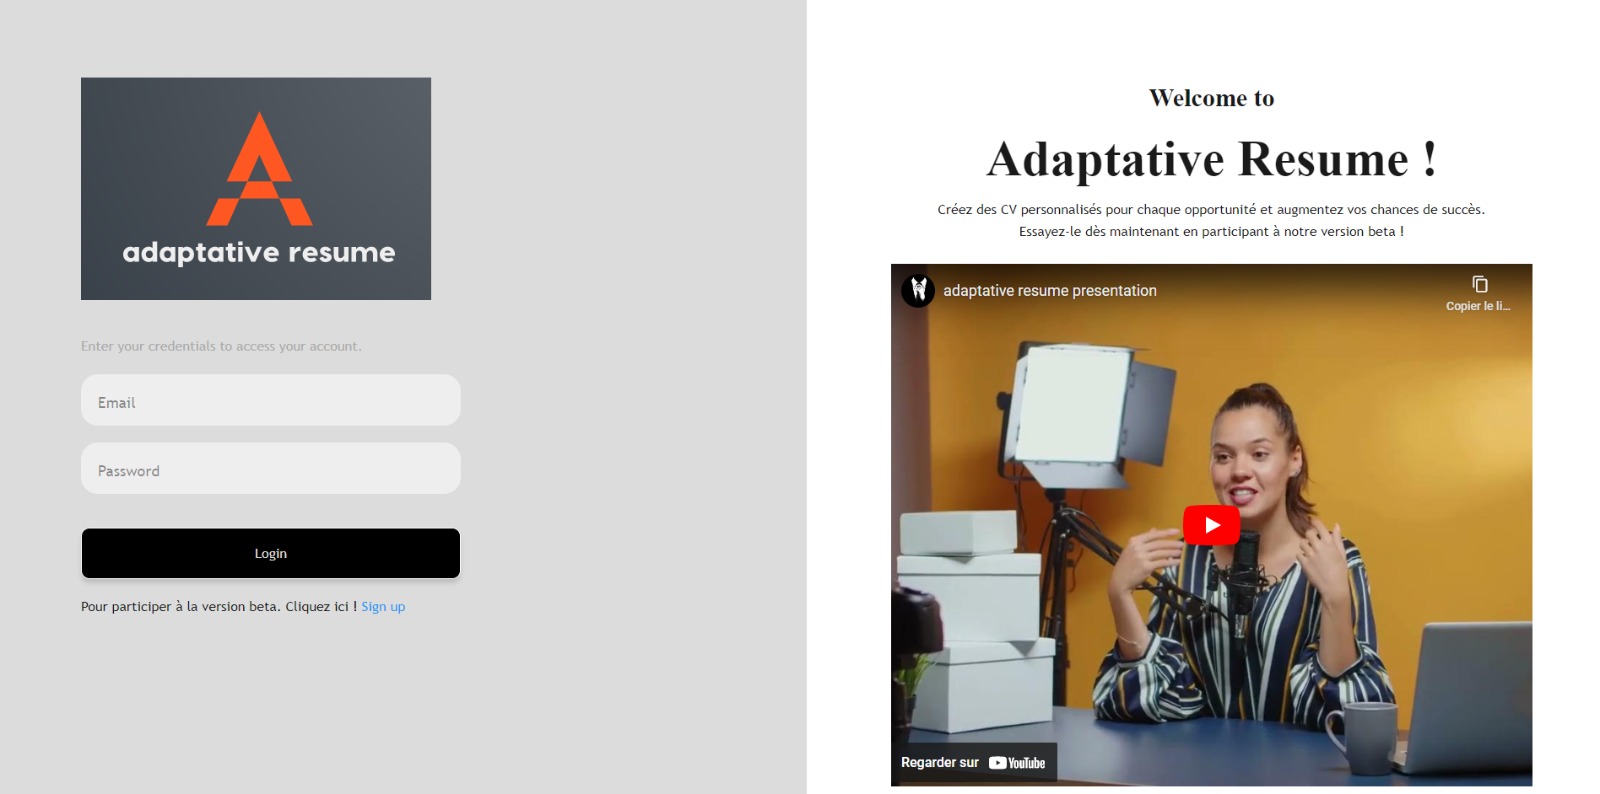 adaptative resume
Enter your credentials to access your account.
Email
Password
Login
Pour participer à la version beta. Cliquez ici ! Sign up
Welcome to
Adaptative Resume !
Créez des CV personnalisés pour chaque opportunité et augmentez vos chances de succès.
Essayez-le dès maintenant en participant à notre version beta !
adaptative resume presentation
Copier le li...
Regarder sur YouTube